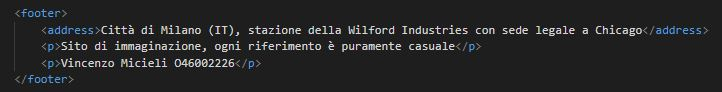 <footer>
<address>Città di Milano (IT), stazione della Wilford Industries con sede legale a Chicago</address>
<p>Sito di immaginazione, ogni riferimento è puramente casuale</p>
<p>Vincenzo Micieli O46002226</p>
</footer>